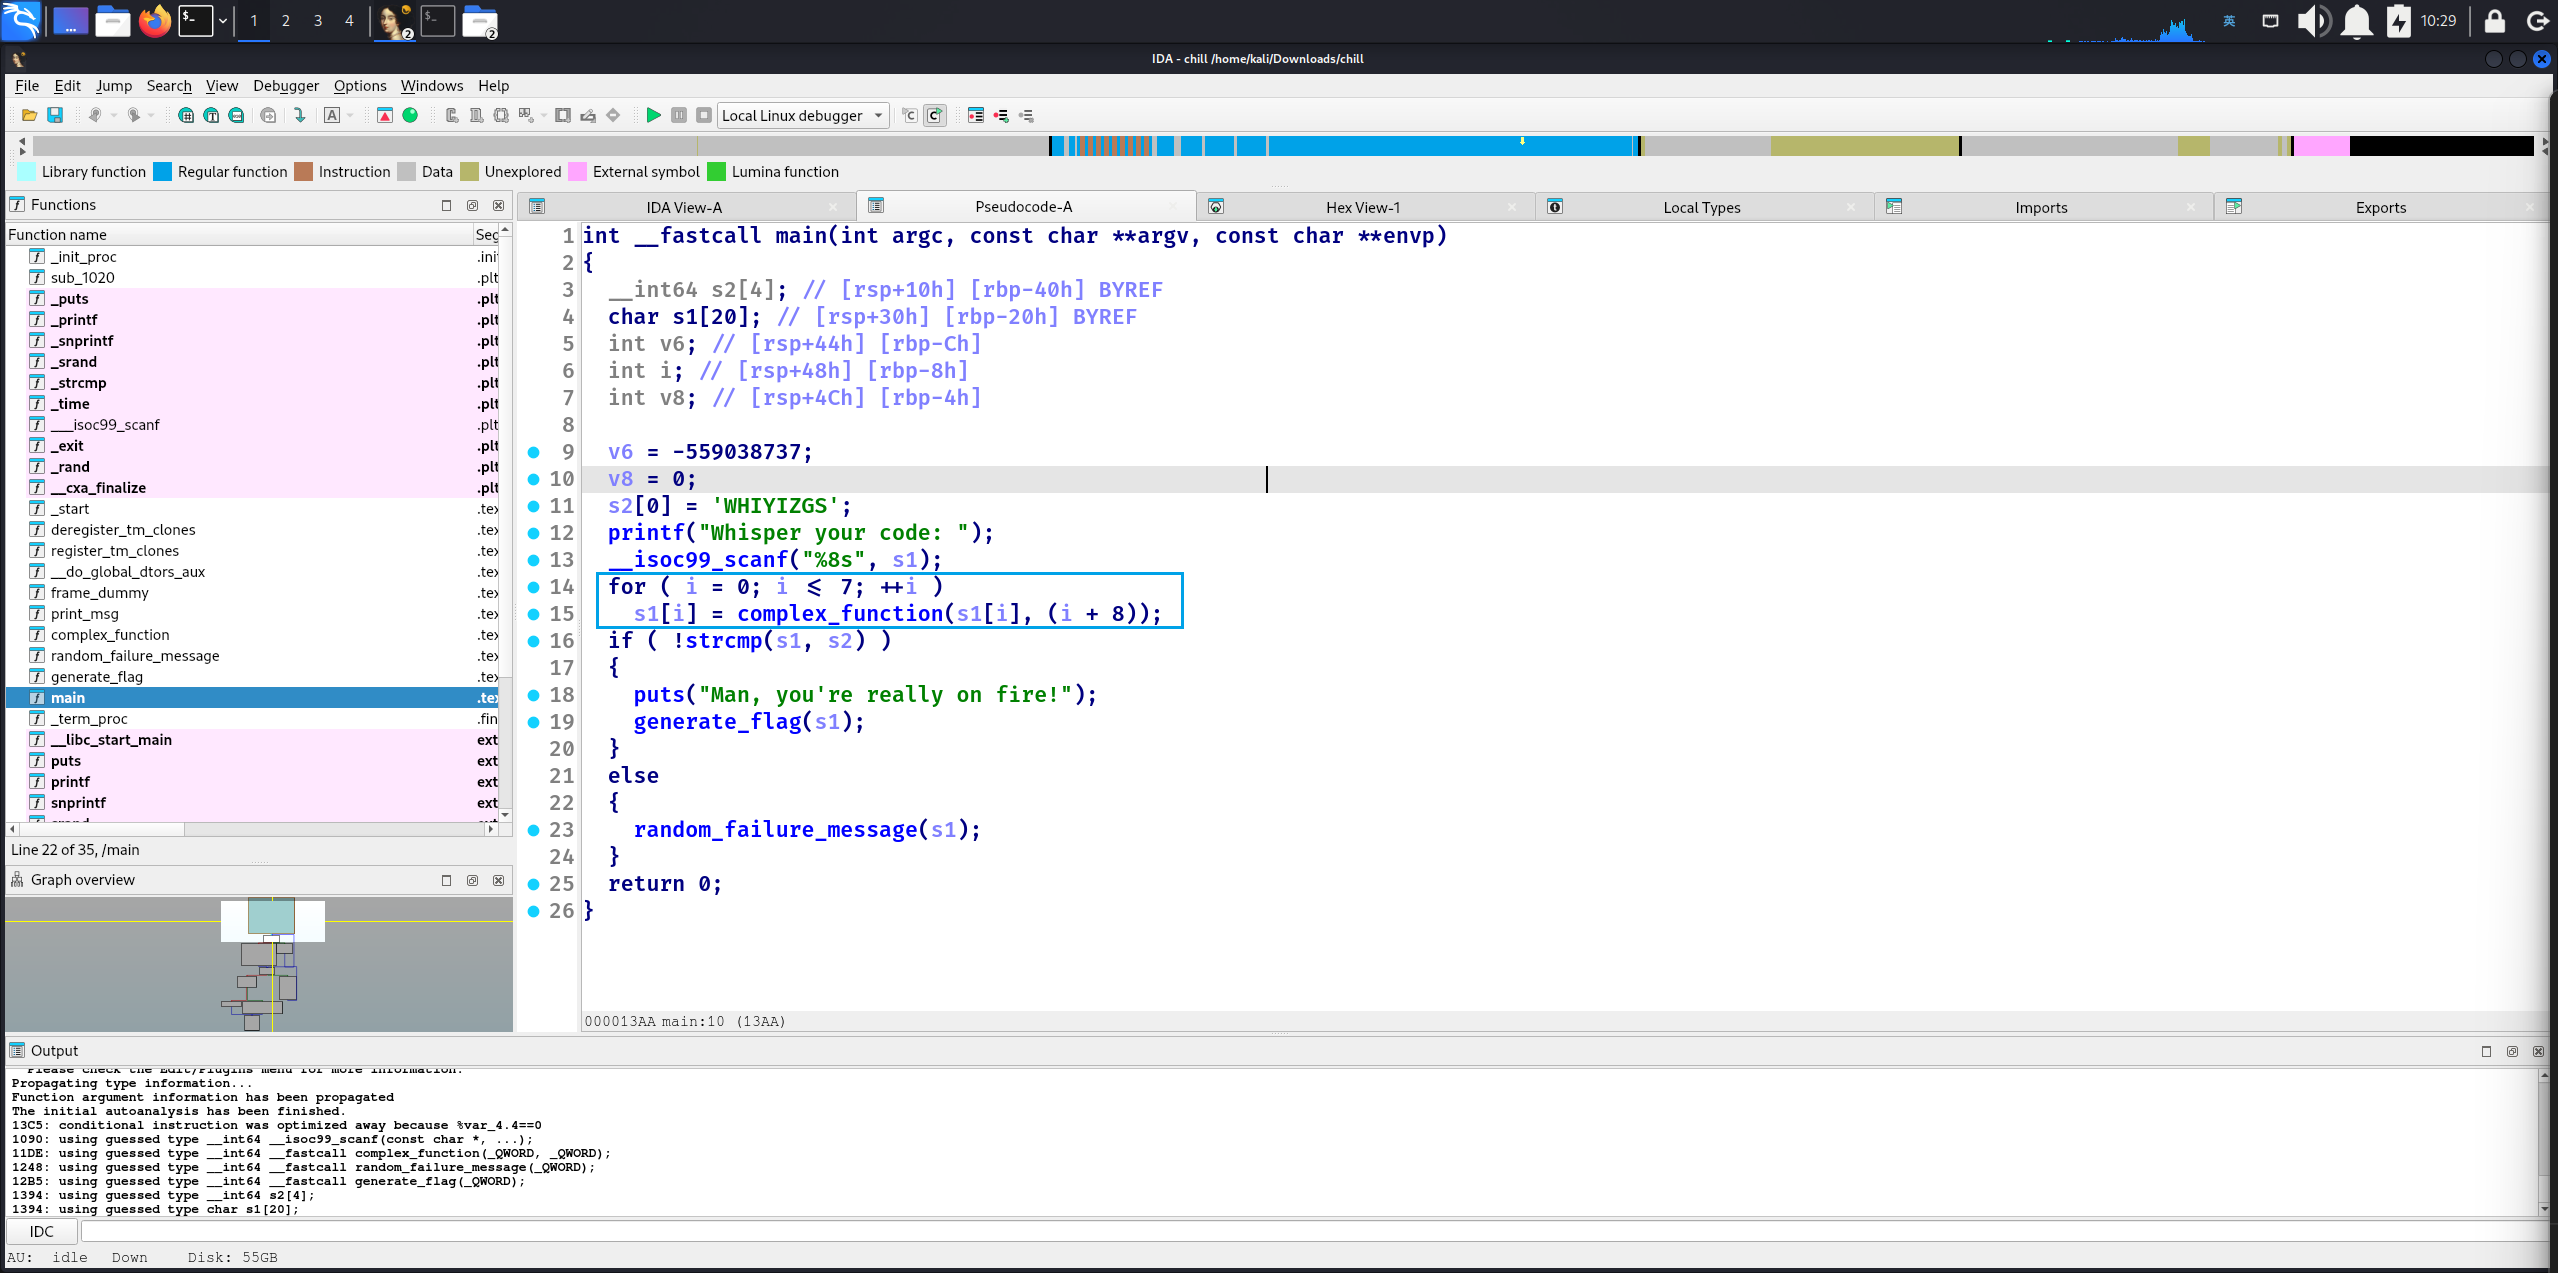 1 2 3 4
2
2
英
10:29
IDA - chill /home/kali/Downloads/chill
File Edit Jump Search View Debugger Options Windows Help
Local Linux debugger
Library function Regular function Instruction Data Unexplored External symbol Lumina function
Functions
Function name Seg
_init_proc .ini
sub_1020 .plt
_puts .plt
_printf .plt
_snprintf .plt
_srand .plt
_strcmp .plt
_time .plt
___isoc99_scanf .plt
_exit .plt
_rand .plt
__cxa_finalize .plt
_start .tex
deregister_tm_clones .tex
register_tm_clones .tex
__do_global_dtors_aux .tex
frame_dummy .tex
print_msg .tex
complex_function .tex
random_failure_message .tex
generate_flag .tex
main .tex
_term_proc .fin
__libc_start_main ext
puts ext
printf ext
snprintf ext
Line 22 of 35, /main
Graph overview
IDA View-A Pseudocode-A Hex View-1 Local Types Imports Exports
1 int __fastcall main(int argc, const char **argv, const char **envp)
2 {
3 __int64 s2[4]; // [rsp+10h] [rbp-40h] BYREF
4 char s1[20]; // [rsp+30h] [rbp-20h] BYREF
5 int v6; // [rsp+44h] [rbp-Ch]
6 int i; // [rsp+48h] [rbp-8h]
7 int v8; // [rsp+4Ch] [rbp-4h]
8
9 v6 = -559038737;
10 v8 = 0;
11 s2[0] = 'WHIYIZGS';
12 printf("Whisper your code: ");
13 __isoc99_scanf("%8s", s1);
14 for ( i = 0; i <= 7; ++i )
15 s1[i] = complex_function(s1[i], (i + 8));
16 if ( !strcmp(s1, s2) )
17 {
18 puts("Man, you're really on fire!");
19 generate_flag(s1);
20 }
21 else
22 {
23 random_failure_message(s1);
24 }
25 return 0;
26 }
000013AA main:10 (13AA)
Output
Please check the Edit/Plugins menu for more information.
Propagating type information...
Function argument information has been propagated
The initial autoanalysis has been finished.
13C5: conditional instruction was optimized away because %var_4.4==0
1090: using guessed type __int64 __isoc99_scanf(const char *, ...);
11DE: using guessed type __int64 __fastcall complex_function(_QWORD, _QWORD);
1248: using guessed type __int64 __fastcall random_failure_message(_QWORD);
12B5: using guessed type __int64 __fastcall generate_flag(_QWORD);
1394: using guessed type __int64 s2[4];
1394: using guessed type char s1[20];
IDC
AU: idle Down Disk: 55GB